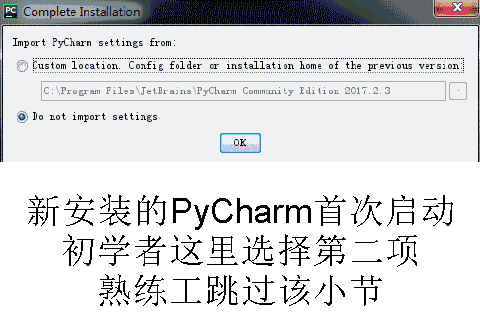 Complete Installation
Import PyCharm settings from:
Custom location. Config folder or installation home of the previous version:
C:\Program Files\JetBrains\PyCharm Community Edition 2017.2.3
Do not import settings
OK
新安装的PyCharm首次启动
初学者这里选择第二项
熟练工跳过该小节